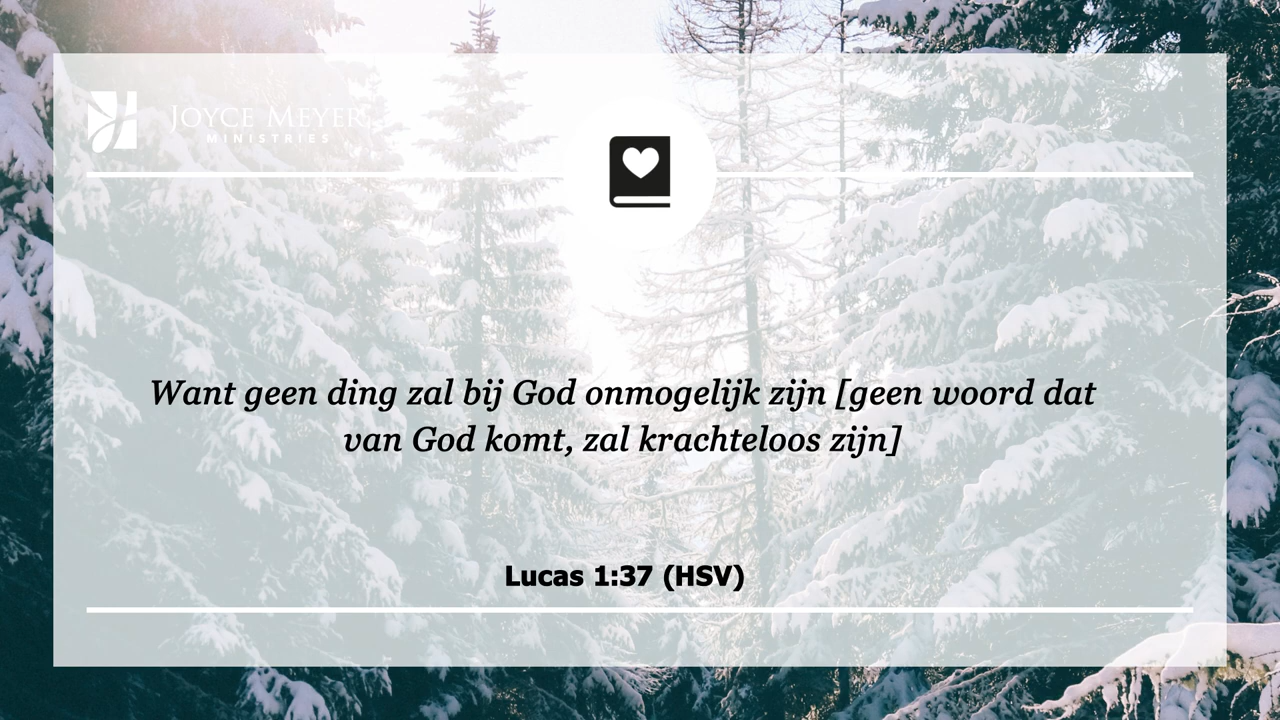 JOYCE MEYER
MINISTRIES
Want geen ding zal bij God onmogelijk zijn [geen woord dat
van God komt, zal krachteloos zijn]
Lucas 1:37 (HSV)